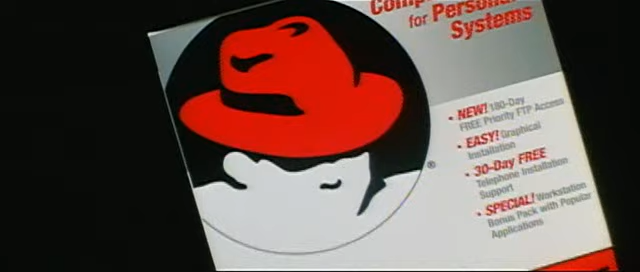 for
Systems
• NEW! 180-Day
FREE Priority FTP Access
• EASY! Graphical
Installation
• 30-Day FREE
Telephone Installation
Support
• SPECIAL! Workstation
Bonus Pack with Popular
Applications
®